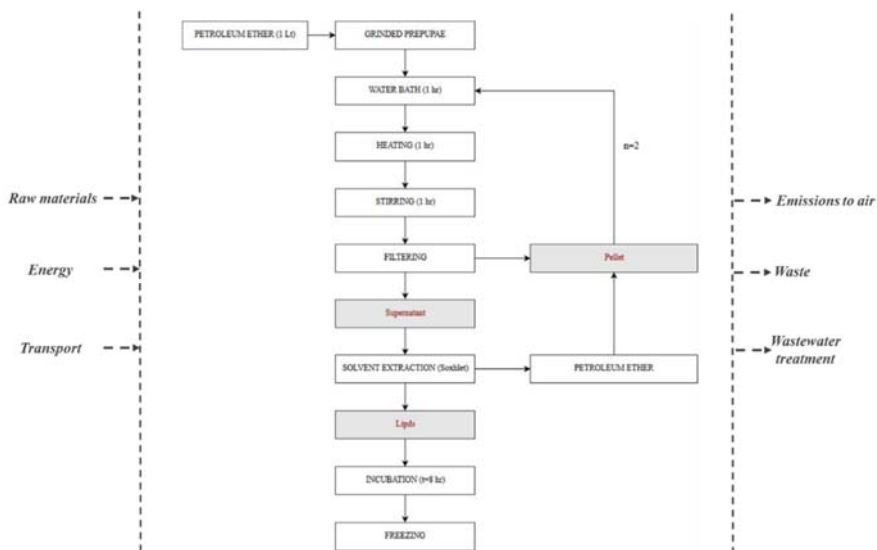 PETROLEUM ETHER (1 Lt)
GRINDED PREPUPAE
WATER BATH (1 hr)
HEATING (1 hr)
n=2
STIRRING (1 hr)
Raw materials
Emissions to air
FILTERING
Pellet
Energy
Waste
Supernatant
Transport
Wastewater
treatment
SOLVENT EXTRACTION (Soxhlet)
PETROLEUM ETHER
Lipds
INCUBATION (t=8 hr)
FREEZING